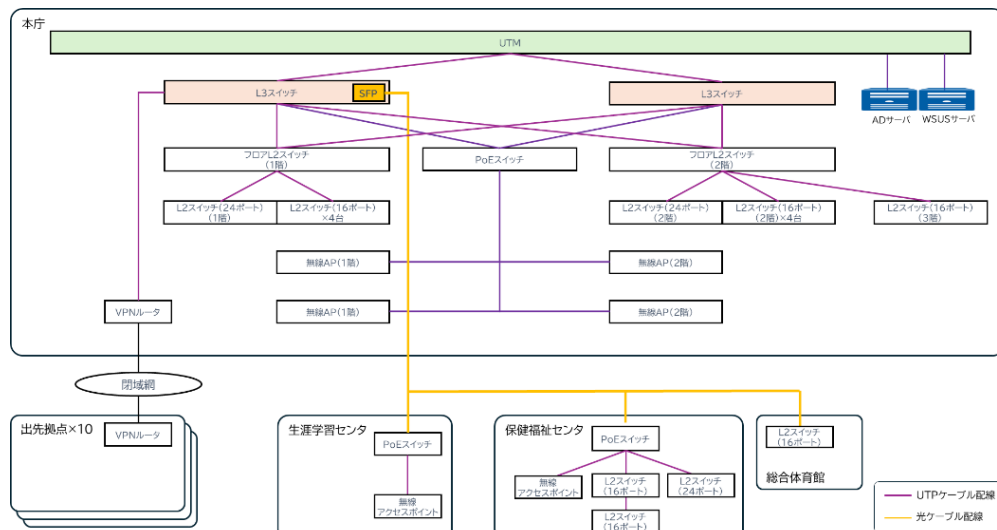 本庁
UTM
L3スイッチ
SFP
L3スイッチ
ADサーバ
WSUSサーバ
フロアL2スイッチ
(1階)
PoEスイッチ
フロアL2スイッチ
(2階)
L2スイッチ(24ポート)
(1階)
L2スイッチ(16ポート)
×4台
L2スイッチ(24ポート)
(2階)
L2スイッチ(16ポート)
(2階)×4台
L2スイッチ(16ポート)
(3階)
無線AP(1階)
無線AP(2階)
無線AP(1階)
無線AP(2階)
VPNルータ
閉域網
出先拠点×10
VPNルータ
生涯学習センタ
PoEスイッチ
無線
アクセスポイント
保健福祉センタ
PoEスイッチ
無線
アクセスポイント
L2スイッチ
(16ポート)
L2スイッチ
(24ポート)
L2スイッチ
(16ポート)
L2スイッチ
(16ポート)
総合体育館
UTPケーブル配線
光ケーブル配線